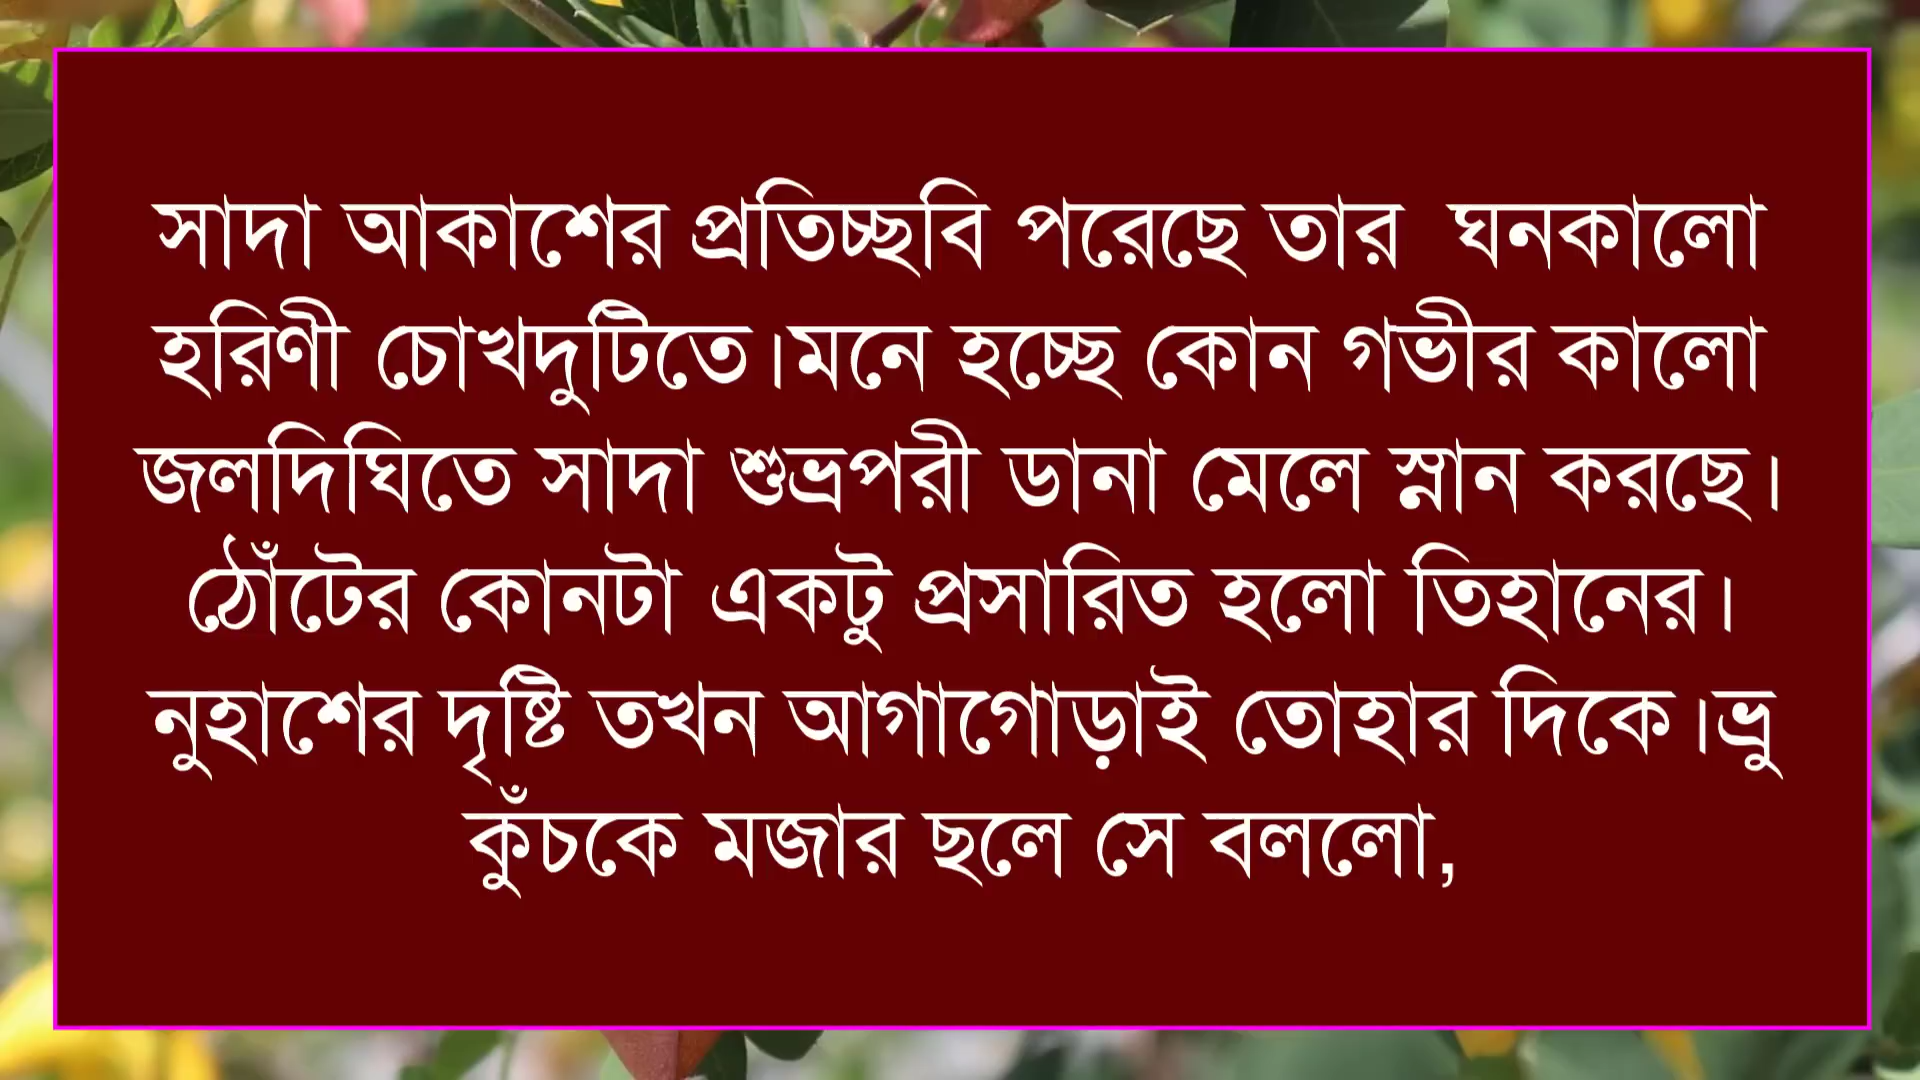 সাদা আকাশের প্রতিচ্ছবি পরেছে তার ঘনকালো
হরিণী চোখদুটিতে।মনে হচ্ছে কোন গভীর কালো
জলদিঘিতে সাদা শুভ্রপরী ডানা মেলে স্নান করছে।
ঠোঁটের কোনটা একটু প্রসারিত হলো তিহানের।
নুহাশের দৃষ্টি তখন আগাগোড়াই তোহার দিকে।ভ্রু
কুঁচকে মজার ছলে সে বললো,